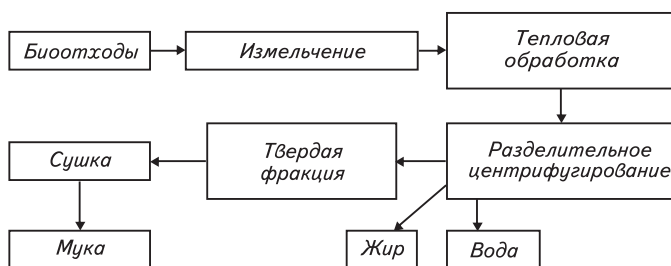 Биоотходы
Измельчение
Тепловая
обработка
Сушка
Твердая
фракция
Разделительное
центрифугирование
Мука
Жир
Вода